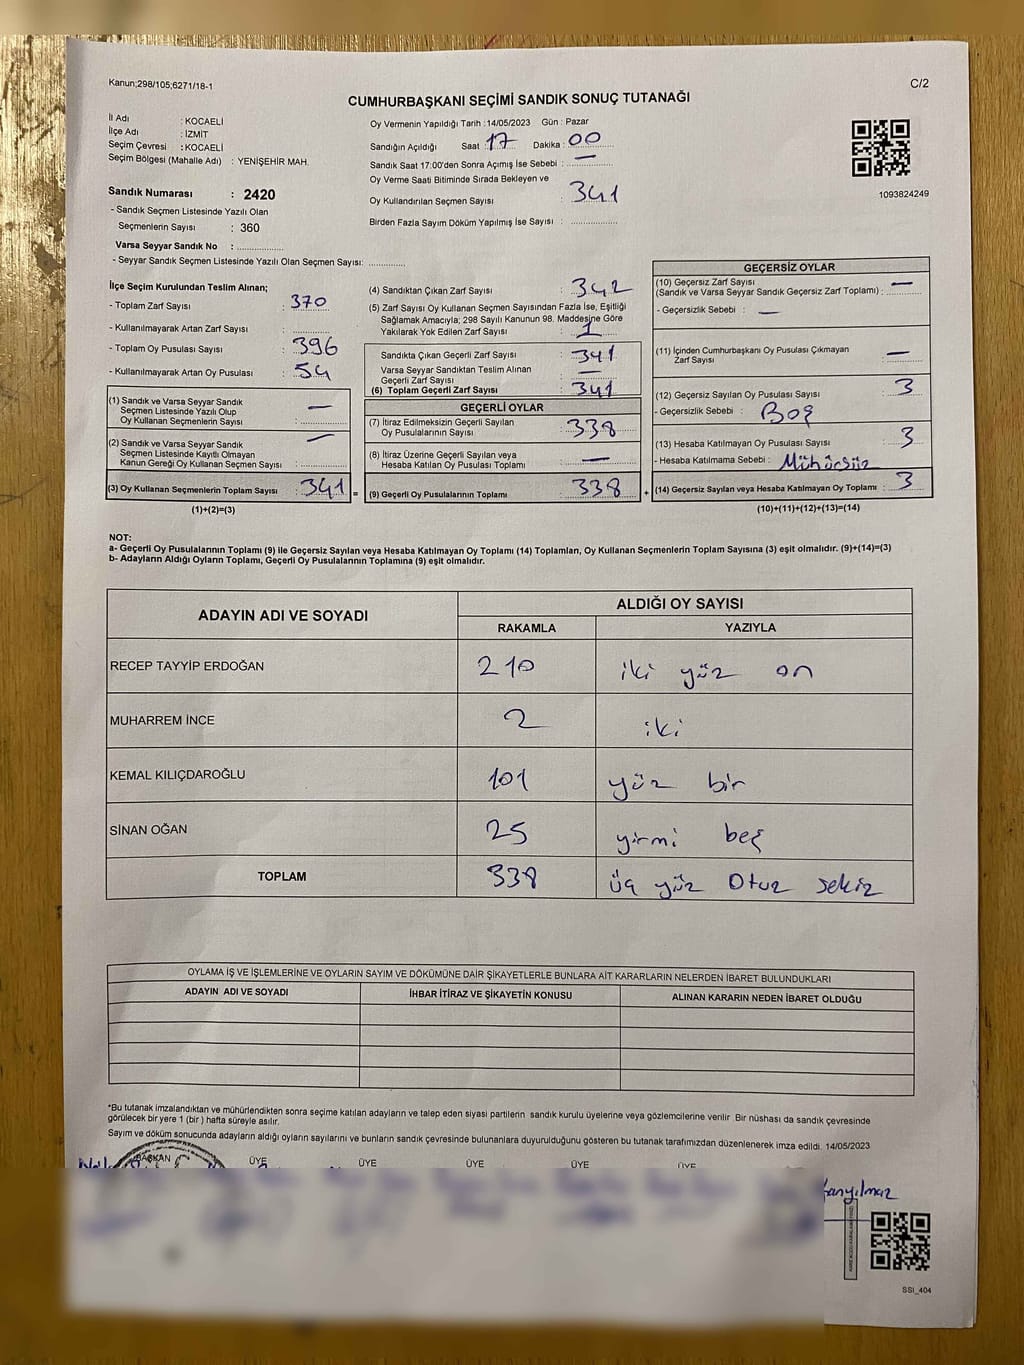 Kanun;298/105;6271/18-1
C/2
CUMHURBAŞKANI SEÇİMİ SANDIK SONUÇ TUTANAĞI
İl Adı : KOCAELİ
İlçe Adı : İZMİT
Seçim Çevresi : KOCAELİ
Seçim Bölgesi (Mahalle Adı) : YENİŞEHİR MAH.
Sandık Numarası : 2420
- Sandık Seçmen Listesinde Yazılı Olan
Seçmenlerin Sayısı : 360
Varsa Seyyar Sandık No : ................
- Seyyar Sandık Seçmen Listesinde Yazılı Olan Seçmen Sayısı: ............
Oy Vermenin Yapıldığı Tarih :14/05/2023 Gün : Pazar
Sandığın Açıldığı Saat : 17 Dakika : 00
Sandık Saat 17:00'den Sonra Açımış İse Sebebi : —
Oy Verme Saati Bitiminde Sırada Bekleyen ve
Oy Kullandırılan Seçmen Sayısı : 341
Birden Fazla Sayım Döküm Yapılmış İse Sayısı : ................
1093824249
İlçe Seçim Kurulundan Teslim Alınan;
- Toplam Zarf Sayısı : 370
- Kullanılmayarak Artan Zarf Sayısı : ............
- Toplam Oy Pusulası Sayısı : 396
- Kullanılmayarak Artan Oy Pusulası : 54
(1) Sandık ve Varsa Seyyar Sandık
Seçmen Listesinde Yazılı Olup
Oy Kullanan Seçmenlerin Sayısı : —
(2) Sandık ve Varsa Seyyar Sandık
Seçmen Listesinde Kayıtlı Olmayan
Kanun Gereği Oy Kullanan Seçmen Sayısı : —
(3) Oy Kullanan Seçmenlerin Toplam Sayısı : 341 =
(1)+(2)=(3)
(4) Sandıktan Çıkan Zarf Sayısı : 342
(5) Zarf Sayısı Oy Kullanan Seçmen Sayısından Fazla İse, Eşitliği
Sağlamak Amacıyla; 298 Sayılı Kanunun 98. Maddesine Göre
Yakılarak Yok Edilen Zarf Sayısı : 1
Sandıkta Çıkan Geçerli Zarf Sayısı : 341
Varsa Seyyar Sandıktan Teslim Alınan
Geçerli Zarf Sayısı : —
(6) Toplam Geçerli Zarf Sayısı : 341
GEÇERLİ OYLAR
(7) İtiraz Edilmeksizin Geçerli Sayılan
Oy Pusulalarının Sayısı : 338
(8) İtiraz Üzerine Geçerli Sayılan veya
Hesaba Katılan Oy Pusulası Toplamı : —
(9) Geçerli Oy Pusulalarının Toplamı : 338 +
GEÇERSİZ OYLAR
(10) Geçersiz Zarf Sayısı
(Sandık ve Varsa Seyyar Sandık Geçersiz Zarf Toplamı) : —
- Geçersizlik Sebebi : —
(11) İçinden Cumhurbaşkanı Oy Pusulası Çıkmayan
Zarf Sayısı : —
(12) Geçersiz Sayılan Oy Pusulası Sayısı : 3
- Geçersizlik Sebebi : Boş
(13) Hesaba Katılmayan Oy Pusulası Sayısı : 3
- Hesaba Katılmama Sebebi : Mühürsüz
(14) Geçersiz Sayılan veya Hesaba Katılmayan Oy Toplamı : 3
(10)+(11)+(12)+(13)=(14)
NOT:
a- Geçerli Oy Pusulalarının Toplamı (9) ile Geçersiz Sayılan veya Hesaba Katılmayan Oy Toplamı (14) Toplamları, Oy Kullanan Seçmenlerin Toplam Sayısına (3) eşit olmalıdır. (9)+(14)=(3)
b- Adayların Aldığı Oyların Toplamı, Geçerli Oy Pusulalarının Toplamına (9) eşit olmalıdır.
ADAYIN ADI VE SOYADI ALDIĞI OY SAYISI
RAKAMLA YAZIYLA
RECEP TAYYİP ERDOĞAN 210 iki yüz on
MUHARREM İNCE 2 iki
KEMAL KILIÇDAROĞLU 101 yüz bir
SİNAN OĞAN 25 yirmi beş
TOPLAM 338 üç yüz Otuz sekiz
OYLAMA İŞ VE İŞLEMLERİNE VE OYLARIN SAYIM VE DÖKÜMÜNE DAİR ŞİKAYETLERLE BUNLARA AİT KARARLARIN NELERDEN İBARET BULUNDUKLARI
ADAYIN ADI VE SOYADI İHBAR İTİRAZ VE ŞİKAYETİN KONUSU ALINAN KARARIN NEDEN İBARET OLDUĞU
*Bu tutanak imzalandıktan ve mühürlendikten sonra seçime katılan adayların ve talep eden siyasi partilerin sandık kurulu üyelerine veya gözlemcilerine verilir Bir nüshası da sandık çevresinde
görülecek bir yere 1 (bir ) hafta süreyle asılır.
Sayım ve döküm sonucunda adayların aldığı oyların sayılarını ve bunların sandık çevresinde bulunanlara duyurulduğunu gösteren bu tutanak tarafımızdan düzenlenerek imza edildi. 14/05/2023
BAŞKAN ÜYE ÜYE ÜYE ÜYE ÜYE
SSI_404